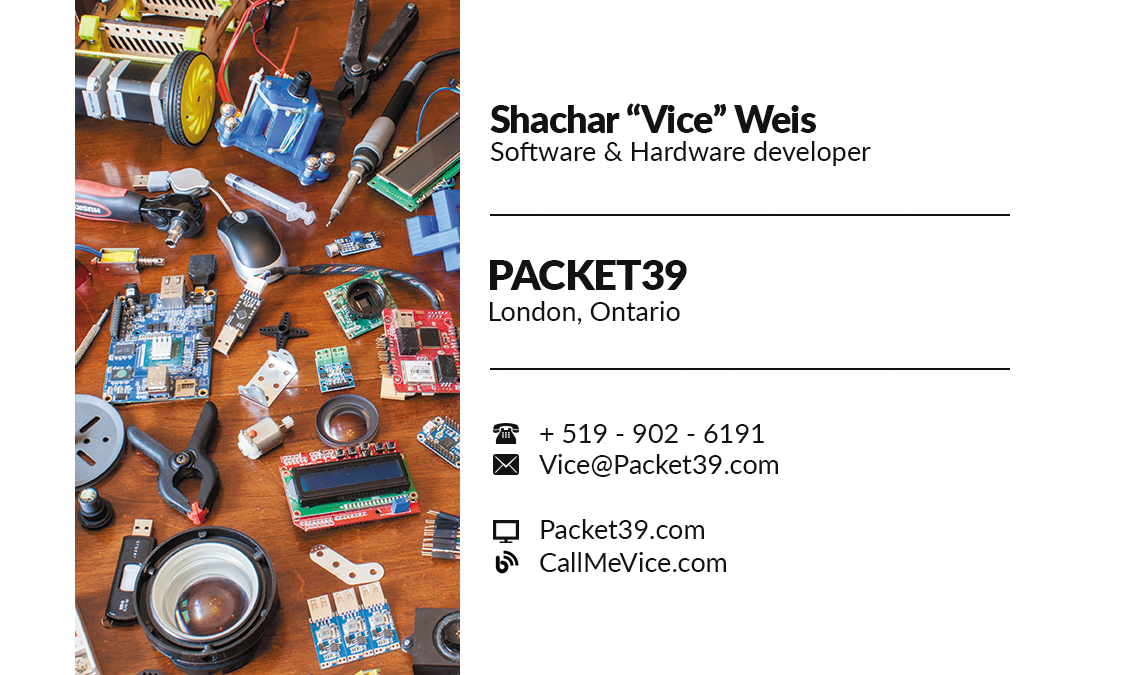 Shachar “Vice” Weis
Software & Hardware developer
PACKET39
London, Ontario
+ 519 - 902 - 6191
Vice@Packet39.com
Packet39.com
CallMeVice.com
HUSKY